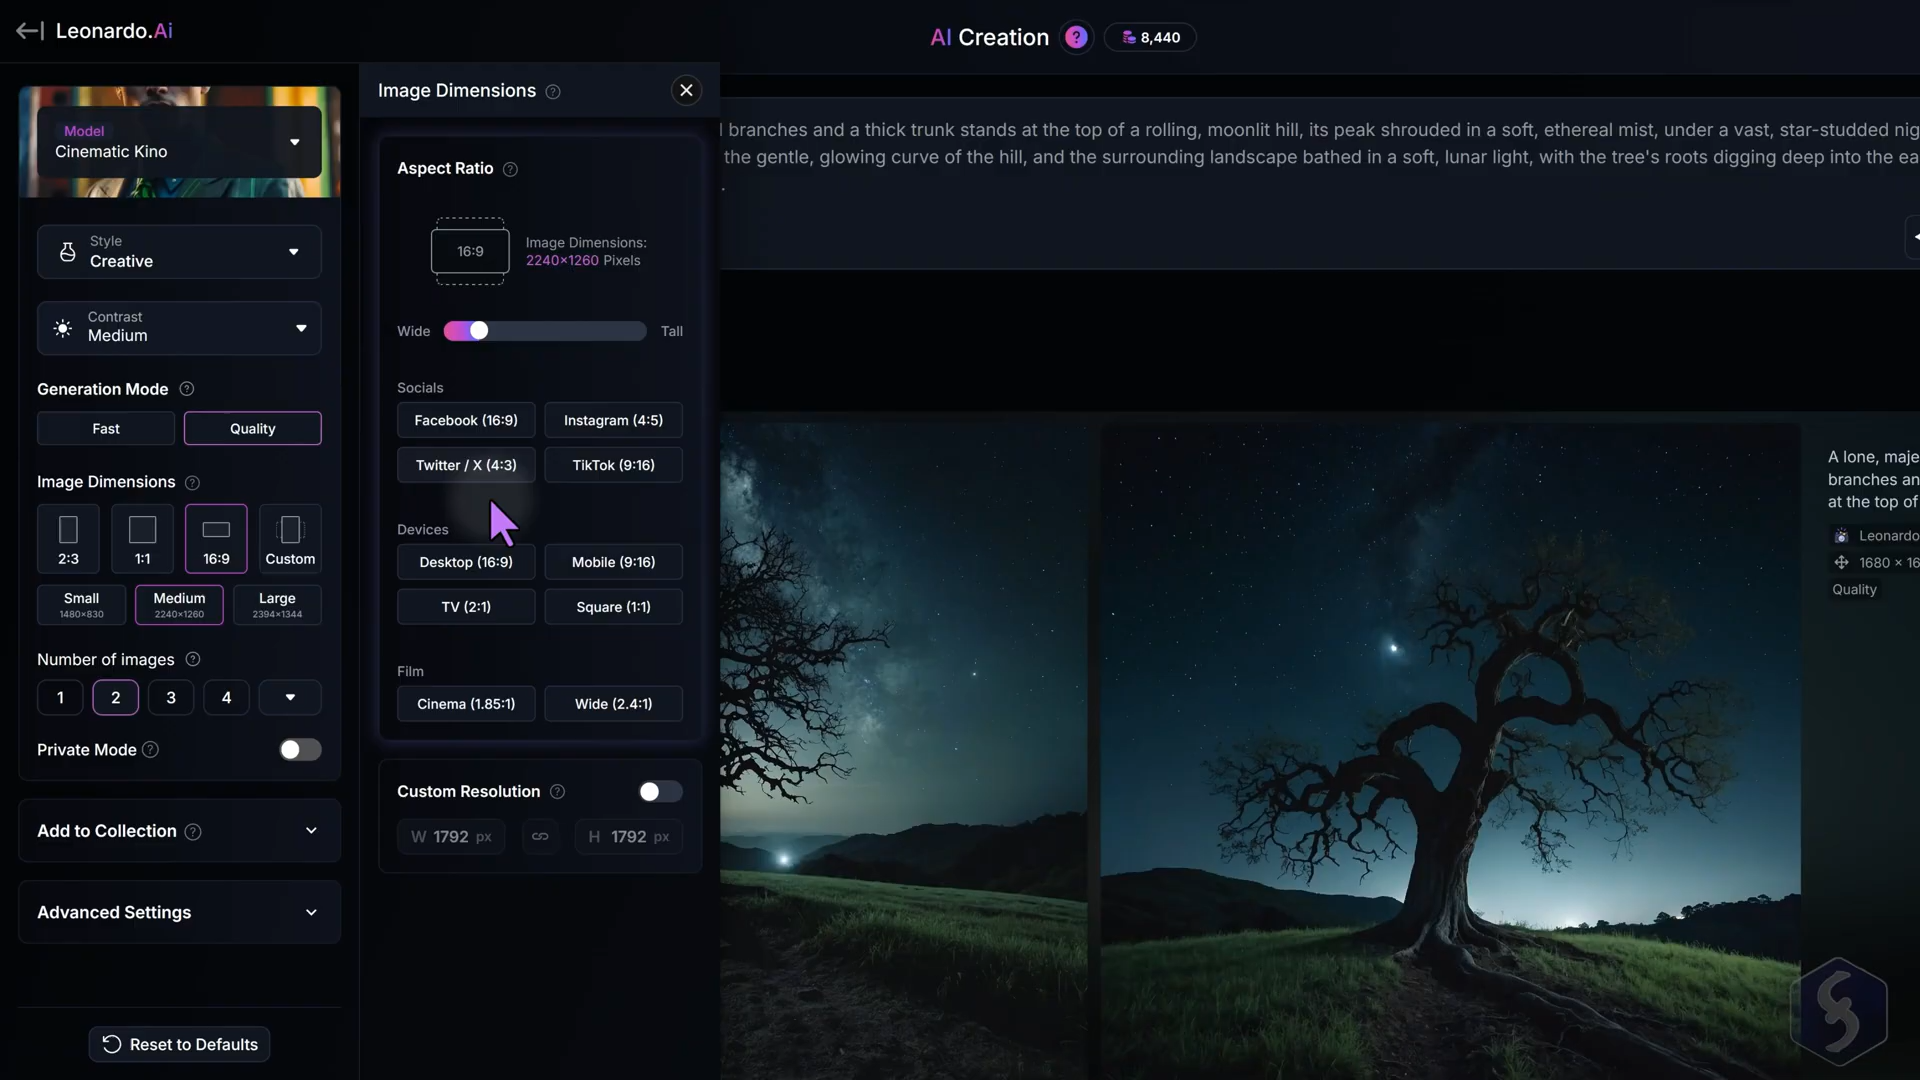 Leonardo.Ai
AI Creation
?
8,440
Image Dimensions
branches and a thick trunk stands at the top of a rolling, moonlit hill, its peak shrouded in a soft, ethereal mist, under a vast, star-studded
the gentle, glowing curve of the hill, and the surrounding landscape bathed in a soft, lunar light, with the tree's roots digging deep into the
Model
Cinematic Kino
Style
Creative
Contrast
Medium
Generation Mode
Fast
Quality
Image Dimensions
2:3
1:1
16:9
Custom
Small
1480×830
Medium
2240×1260
Large
2394×1344
Number of images
1
2
3
4
Private Mode
Add to Collection
Advanced Settings
Reset to Defaults
Aspect Ratio
16:9
Image Dimensions:
2240×1260 Pixels
Wide
Tall
Socials
Facebook (16:9)
Instagram (4:5)
Twitter / X (4:3)
TikTok (9:16)
Devices
Desktop (16:9)
Mobile (9:16)
TV (2:1)
Square (1:1)
Film
Cinema (1.85:1)
Wide (2.4:1)
Custom Resolution
W 1792 px
H 1792 px
A lone,
branches
at the top of
Leonardo
1680 × 16
Quality